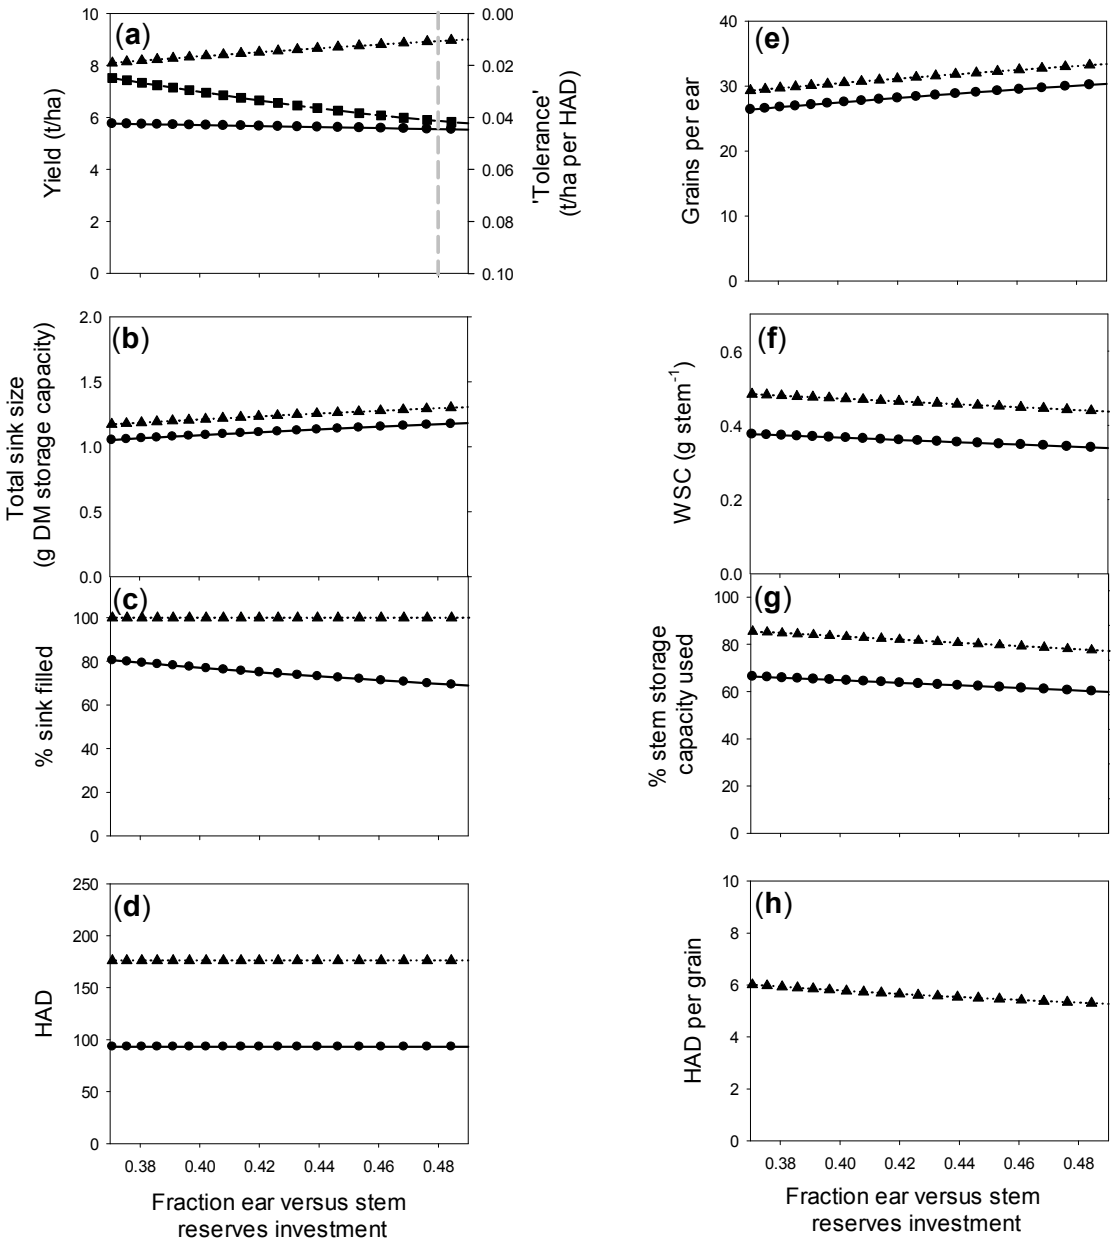 (a)
10
8
6
4
2
0
Yield (t/ha)
0.00
0.02
0.04
0.06
0.08
0.10
'Tolerance'
(t/ha per HAD)
(b)
2.0
1.5
1.0
0.5
0.0
Total sink size
(g DM storage capacity)
(c)
100
80
60
40
20
0
% sink filled
(d)
250
200
150
100
50
0
HAD
0.38 0.40 0.42 0.44 0.46 0.48
Fraction ear versus stem
reserves investment
(e)
40
30
20
10
0
Grains per ear
(f)
0.6
0.4
0.2
0.0
WSC (g stem-1)
(g)
100
80
60
40
20
0
% stem storage
capacity used
(h)
10
8
6
4
2
0
HAD per grain
0.38 0.40 0.42 0.44 0.46 0.48
Fraction ear versus stem
reserves investment